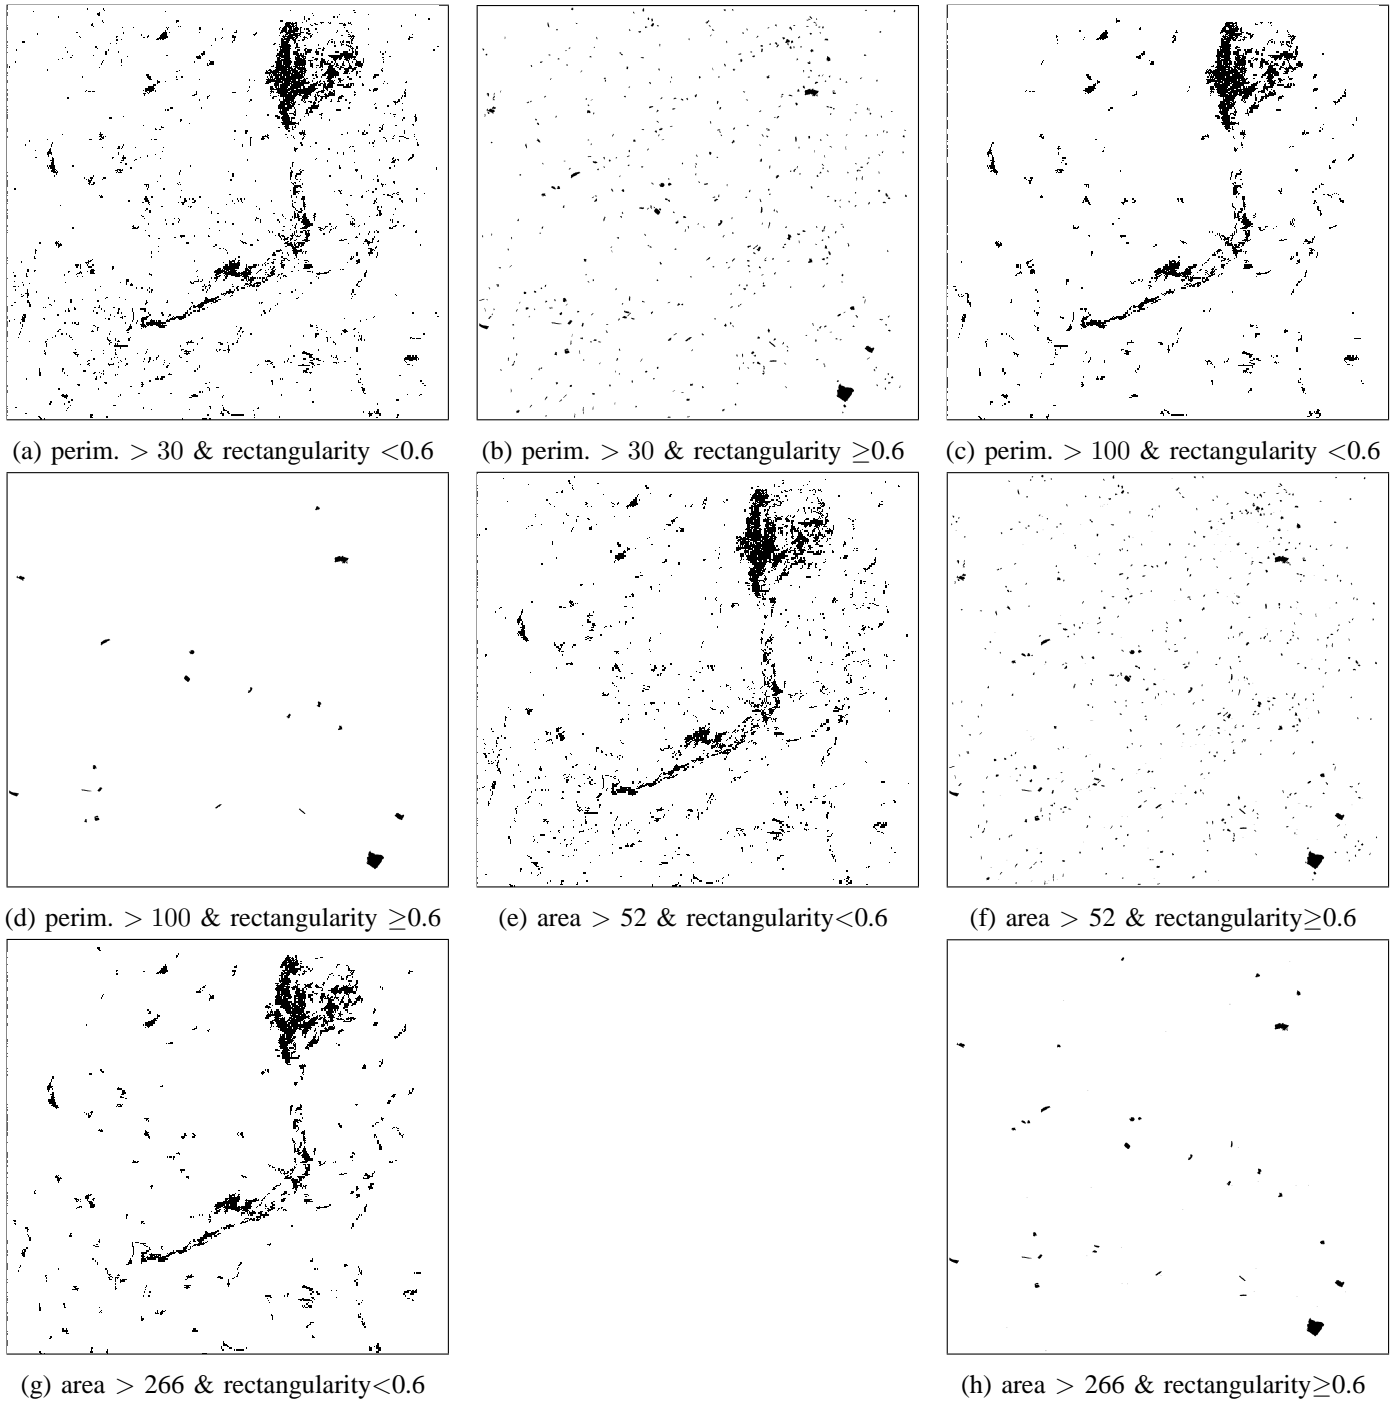 (a) perim. > 30 & rectangularity <0.6
(b) perim. > 30 & rectangularity ≥0.6
(c) perim. > 100 & rectangularity <0.6
(d) perim. > 100 & rectangularity ≥0.6
(e) area > 52 & rectangularity<0.6
(f) area > 52 & rectangularity≥0.6
(g) area > 266 & rectangularity<0.6
(h) area > 266 & rectangularity≥0.6